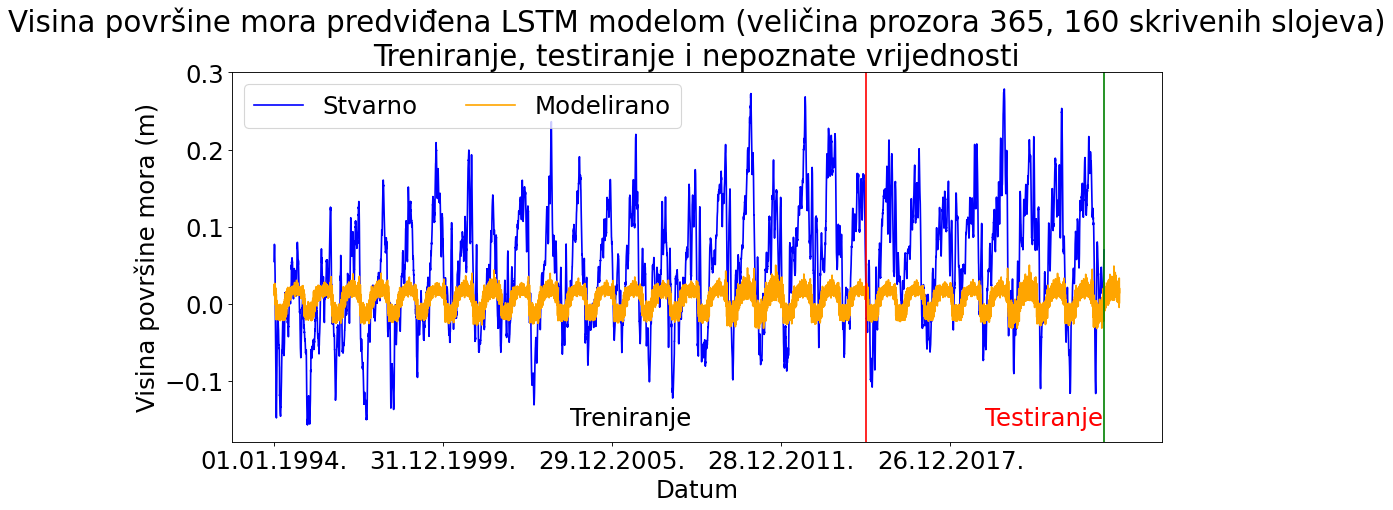 Visina površine mora predviđena LSTM modelom (veličina prozora 365, 160 skrivenih slojeva)
Treniranje, testiranje i nepoznate vrijednosti
Stvarno
Modelirano
Visina površine mora (m)
0.3
0.2
0.1
0.0
−0.1
Treniranje
Testiranje
01.01.1994.
31.12.1999.
29.12.2005.
28.12.2011.
26.12.2017.
Datum